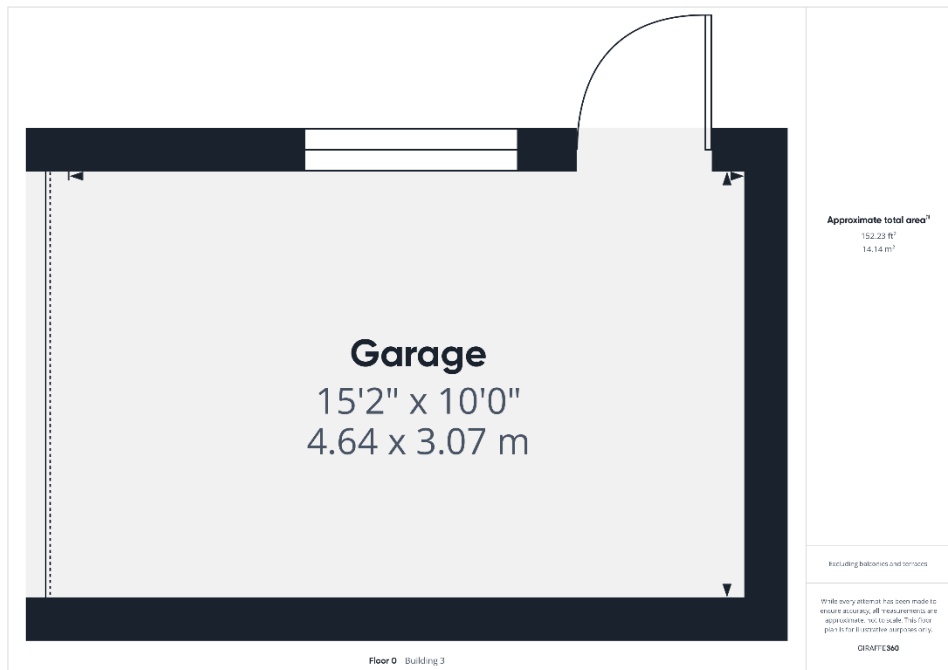 Garage
15'2" x 10'0"
4.64 x 3.07 m
Approximate total area⁽¹⁾
152.23 ft²
14.14 m²
Excluding balconies and terraces
While every attempt has been made to
ensure accuracy, all measurements are
approximate, not to scale. This floor
plan is for illustrative purposes only.
GIRAFFE360
Floor 0 Building 3